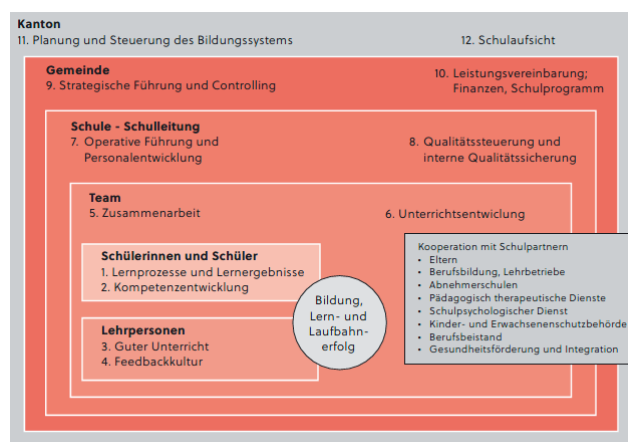 Kanton
11. Planung und Steuerung des Bildungssystems
12. Schulaufsicht
Gemeinde
9. Strategische Führung und Controlling
10. Leistungsvereinbarung;
Finanzen, Schulprogramm
Schule - Schulleitung
7. Operative Führung und
Personalentwicklung
8. Qualitätssteuerung und
interne Qualitätssicherung
Team
5. Zusammenarbeit
6. Unterrichtsentwiclung
Schülerinnen und Schüler
1. Lernprozesse und Lernergebnisse
2. Kompetenzentwicklung
Lehrpersonen
3. Guter Unterricht
4. Feedbackkultur
Bildung,
Lern- und
Laufbahn-
erfolg
Kooperation mit Schulpartnern
• Eltern
• Berufsbildung, Lehrbetriebe
• Abnehmerschulen
• Pädagogisch therapeutische Dienste
• Schulpsychologischer Dienst
• Kinder- und Erwachsenenschutzbehörde
• Berufsbeistand
• Gesundheitsförderung und Integration